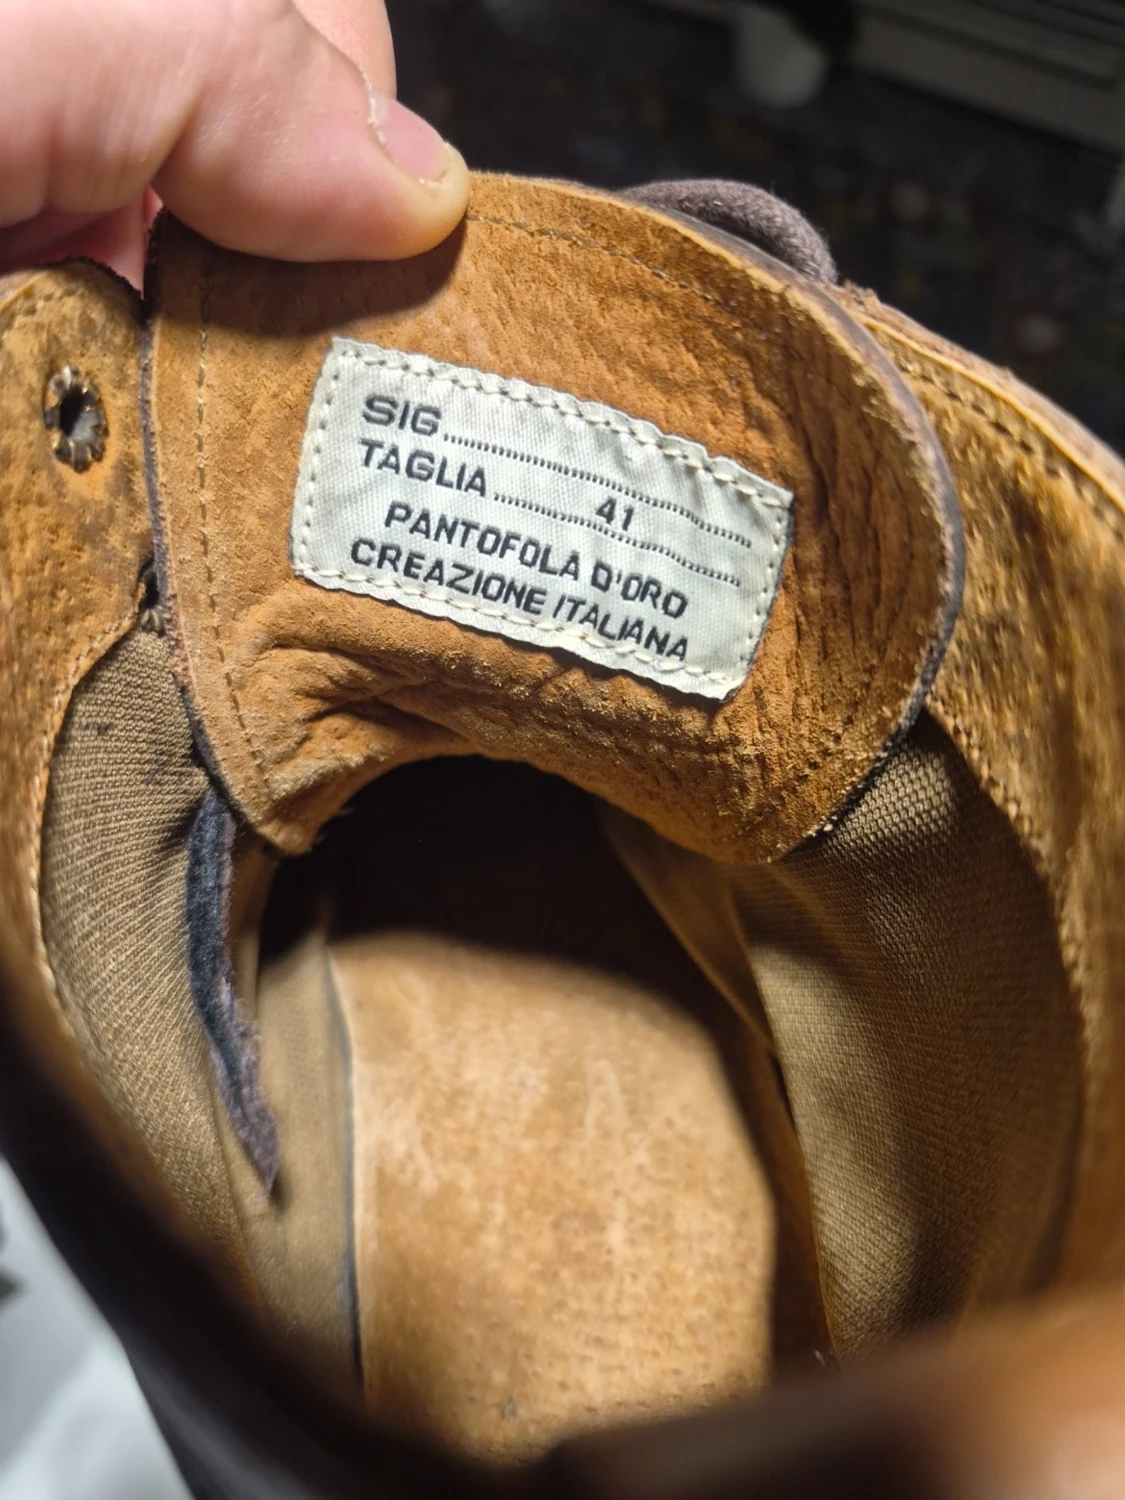 SIG..............................
TAGLIA ........ 41 ..............
PANTOFOLA D'ORO
CREAZIONE ITALIANA